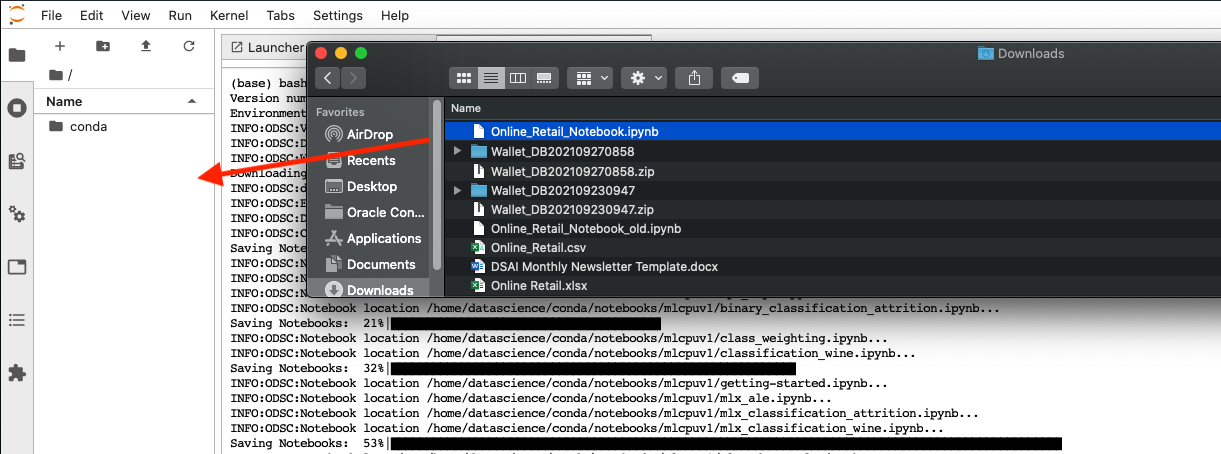 File Edit View Run Kernel Tabs Settings Help
/
Name
conda
Launcher
(base) bash
Version num
Environment
INFO:ODSC:V
INFO:ODSC:D
INFO:ODSC:W
Downloading
INFO:ODSC:d
INFO:ODSC:E
INFO:ODSC:D
INFO:ODSC:C
Saving Noteb
INFO:ODSC:N
INFO:ODSC:N
INFO:ODSC:N
Downloads
Favorites
AirDrop
Recents
Desktop
Oracle Con...
Applications
Documents
Downloads
Name
Online_Retail_Notebook.ipynb
Wallet_DB202109270858
Wallet_DB202109270858.zip
Wallet_DB202109230947
Wallet_DB202109230947.zip
Online_Retail_Notebook_old.ipynb
Online_Retail.csv
DSAI Monthly Newsletter Template.docx
Online Retail.xlsx
INFO:ODSC:Notebook location /home/datascience/conda/notebooks/mlcpuv1/binary_classification_attrition.ipynb...
Saving Notebooks: 21%|
INFO:ODSC:Notebook location /home/datascience/conda/notebooks/mlcpuv1/class_weighting.ipynb...
INFO:ODSC:Notebook location /home/datascience/conda/notebooks/mlcpuv1/classification_wine.ipynb...
Saving Notebooks: 32%|
INFO:ODSC:Notebook location /home/datascience/conda/notebooks/mlcpuv1/getting-started.ipynb...
INFO:ODSC:Notebook location /home/datascience/conda/notebooks/mlcpuv1/mlx_ale.ipynb...
INFO:ODSC:Notebook location /home/datascience/conda/notebooks/mlcpuv1/mlx_classification_attrition.ipynb...
INFO:ODSC:Notebook location /home/datascience/conda/notebooks/mlcpuv1/mlx_classification_wine.ipynb...
Saving Notebooks: 53%|